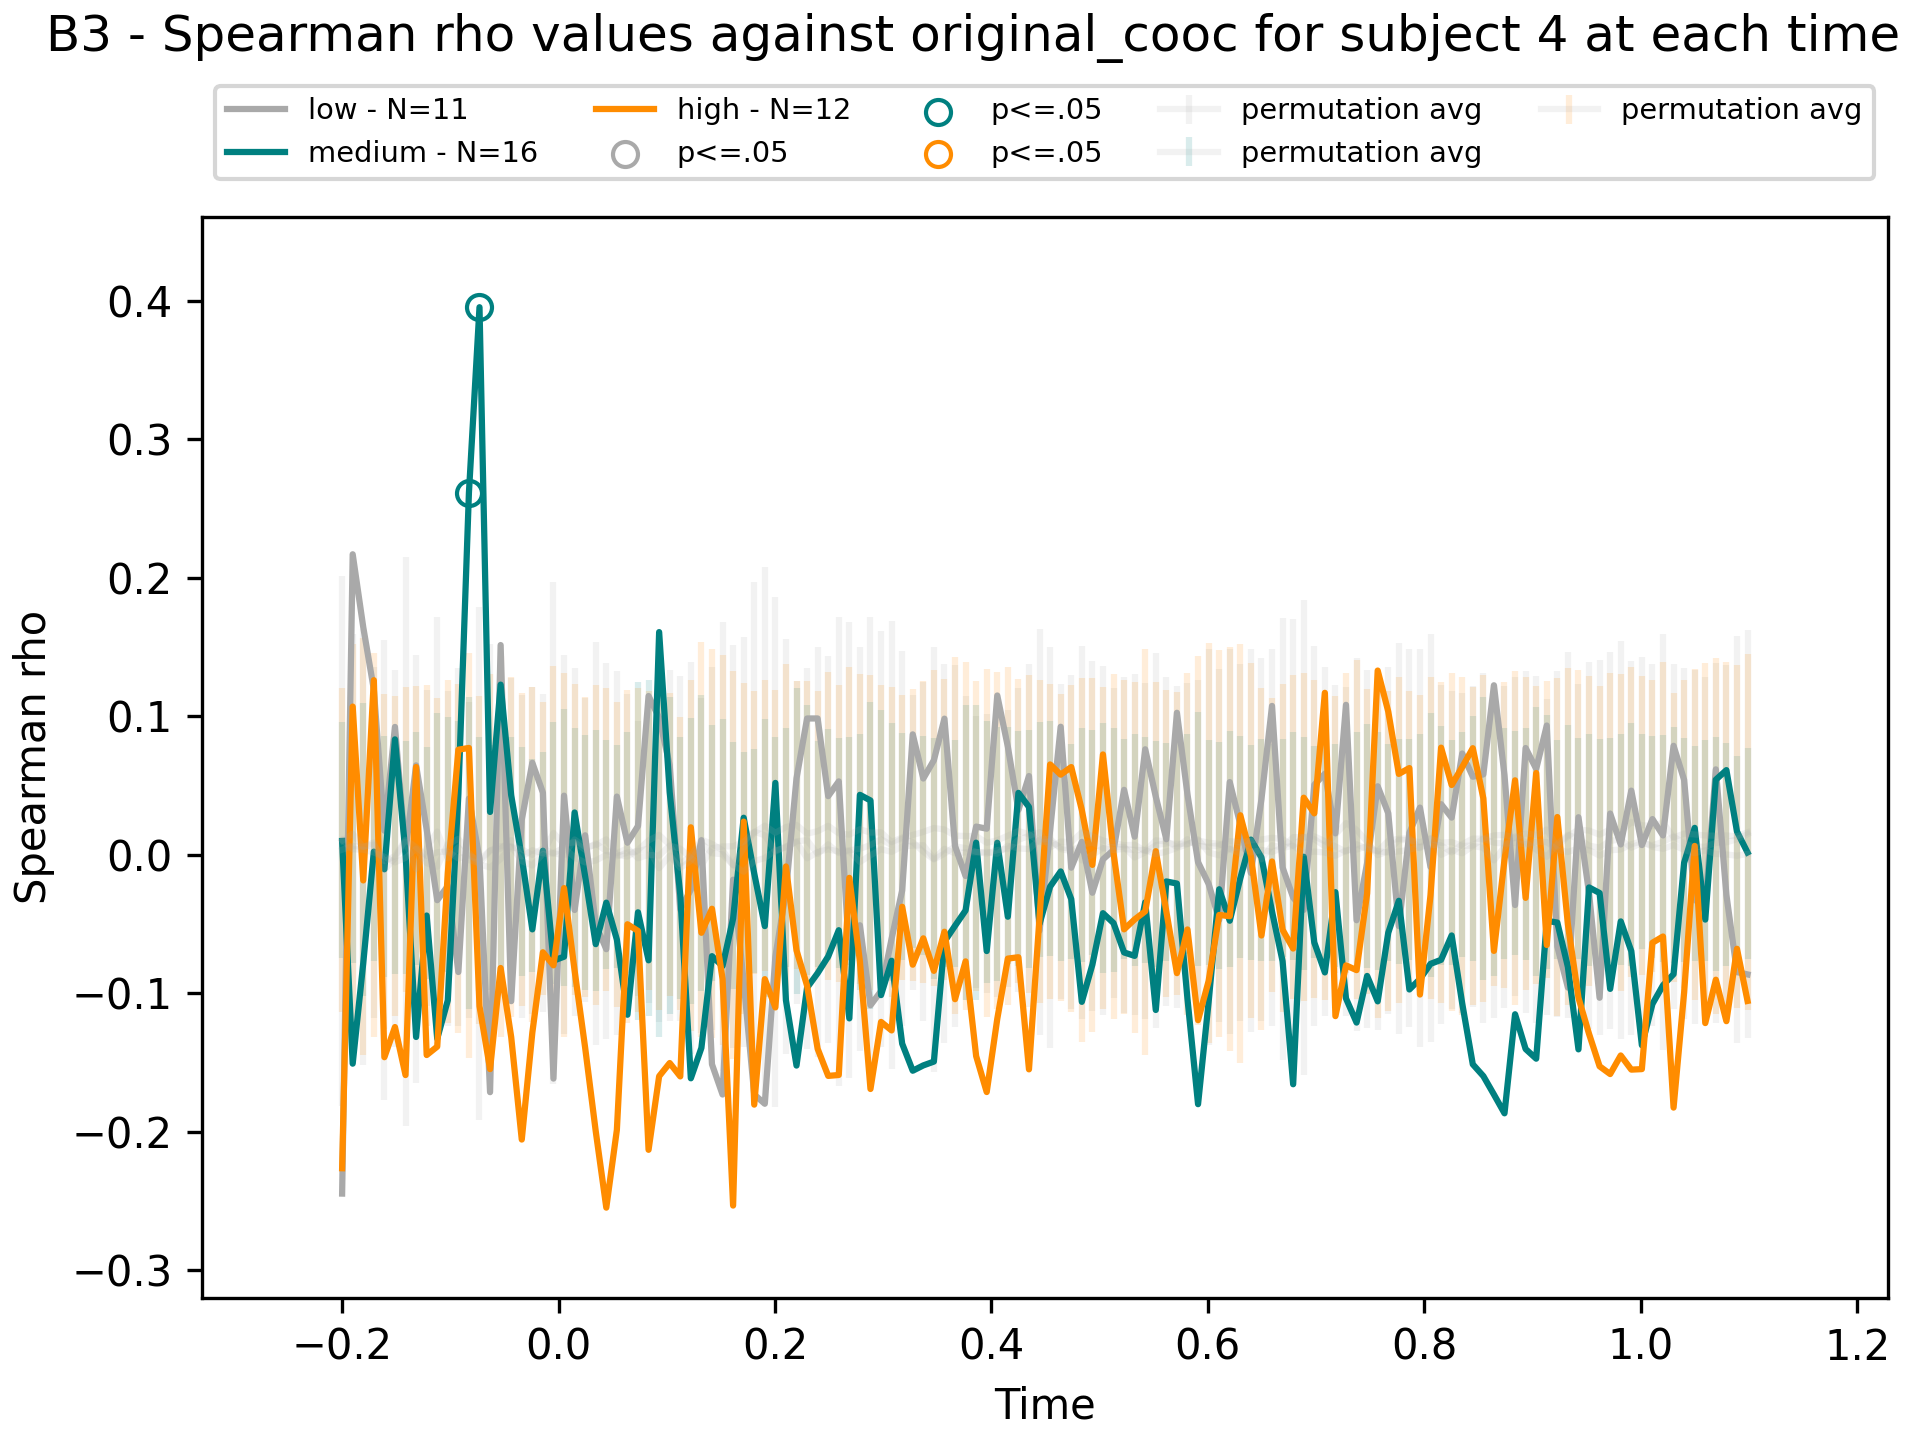 B3 - Spearman rho values against original_cooc for subject 4 at each time
low - N=11
medium - N=16
high - N=12
p<=.05
p<=.05
p<=.05
permutation avg
permutation avg
permutation avg
Spearman rho
0.4
0.3
0.2
0.1
0.0
−0.1
−0.2
−0.3
−0.2 0.0 0.2 0.4 0.6 0.8 1.0 1.2
Time